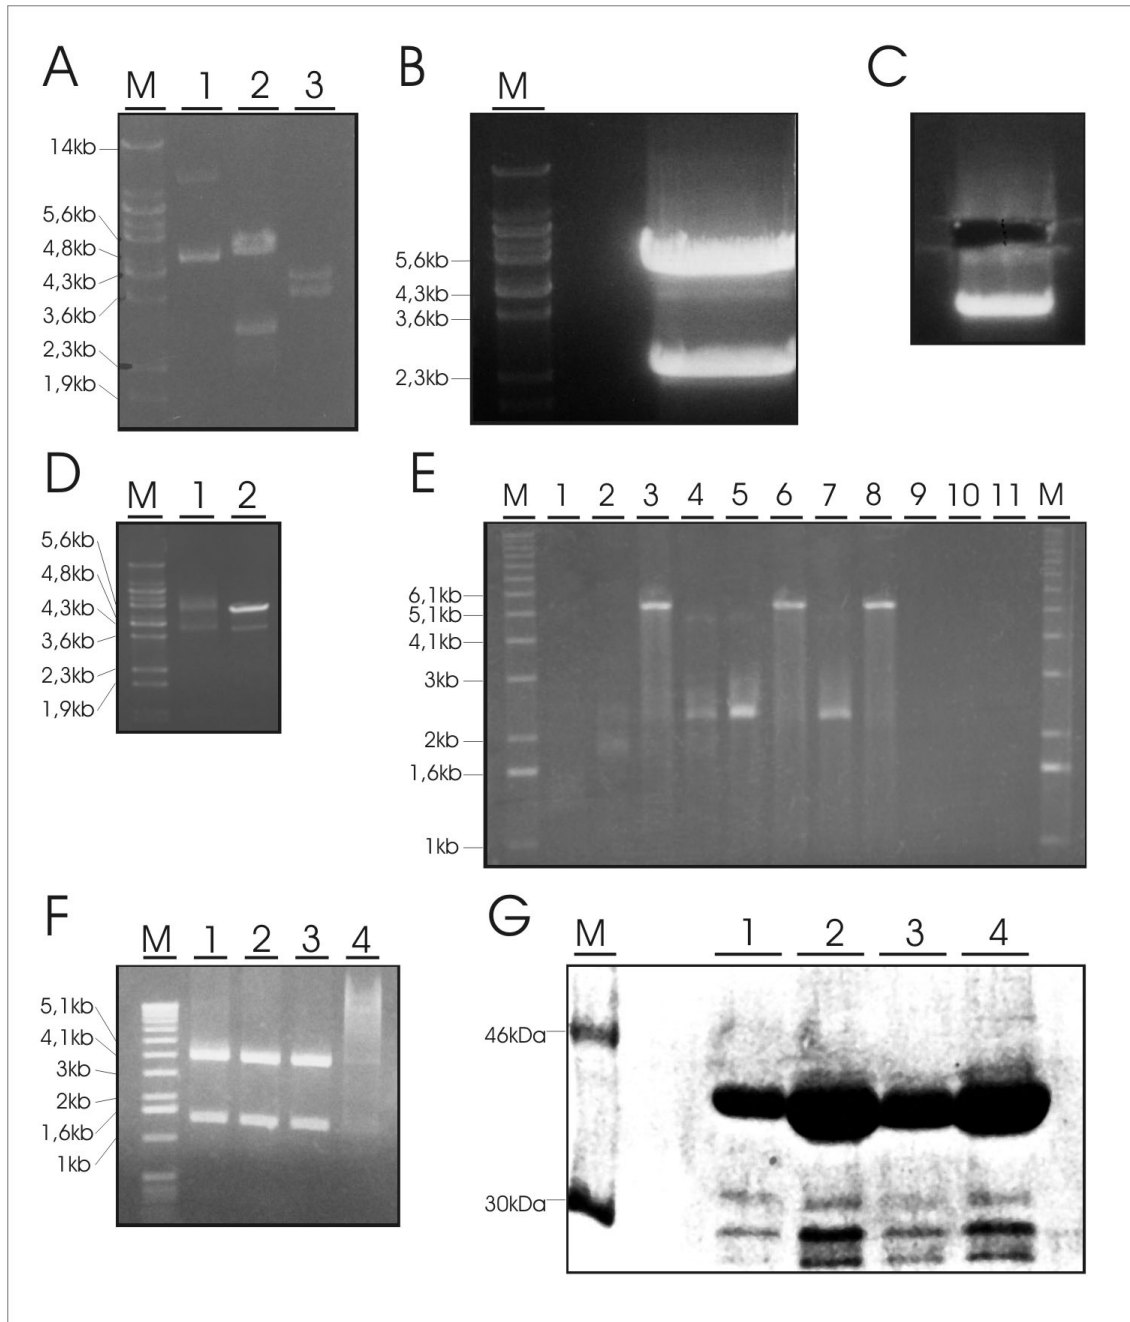 A
M 1 2 3
14kb
5,6kb
4,8kb
4,3kb
3,6kb
2,3kb
1,9kb
B
M
5,6kb
4,3kb
3,6kb
2,3kb
C
D
M 1 2
5,6kb
4,8kb
4,3kb
3,6kb
2,3kb
1,9kb
E
M 1 2 3 4 5 6 7 8 9 10 11 M
6,1kb
5,1kb
4,1kb
3kb
2kb
1,6kb
1kb
F
M 1 2 3 4
5,1kb
4,1kb
3kb
2kb
1,6kb
1kb
G
M 1 2 3 4
46kDa
30kDa